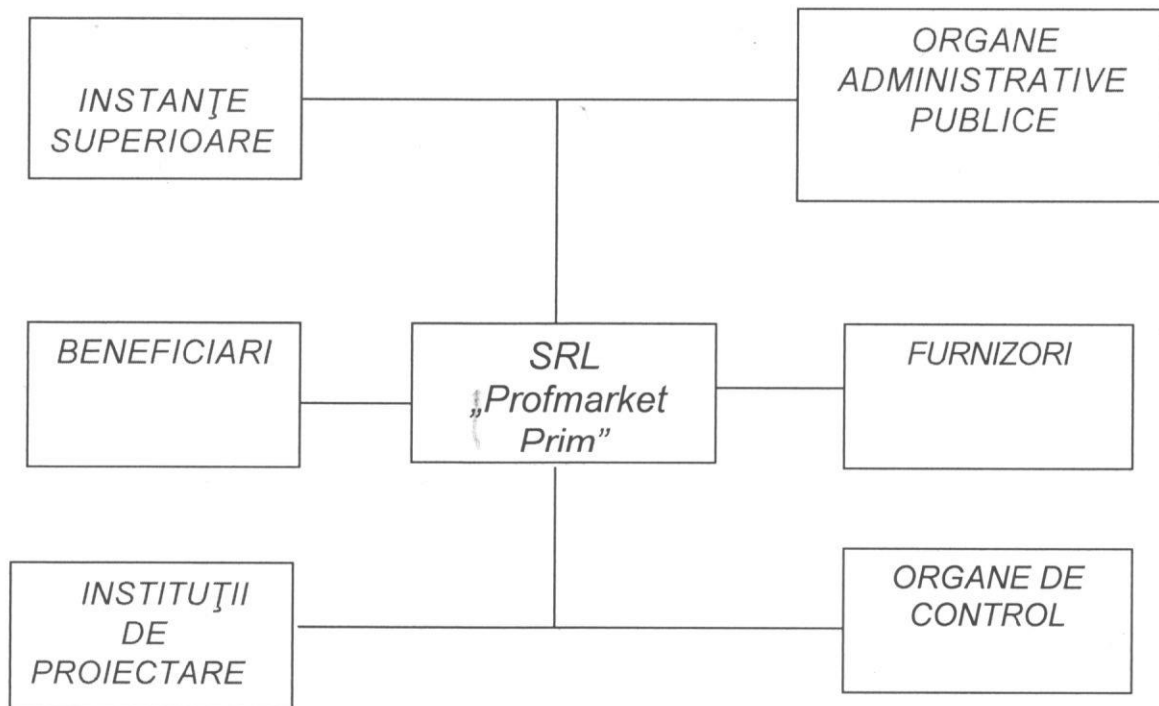 INSTANŢE
SUPERIOARE
ORGANE
ADMINISTRATIVE
PUBLICE
BENEFICIARI
SRL
„Profmarket
Prim”
FURNIZORI
INSTITUŢII
DE
PROIECTARE
ORGANE DE
CONTROL